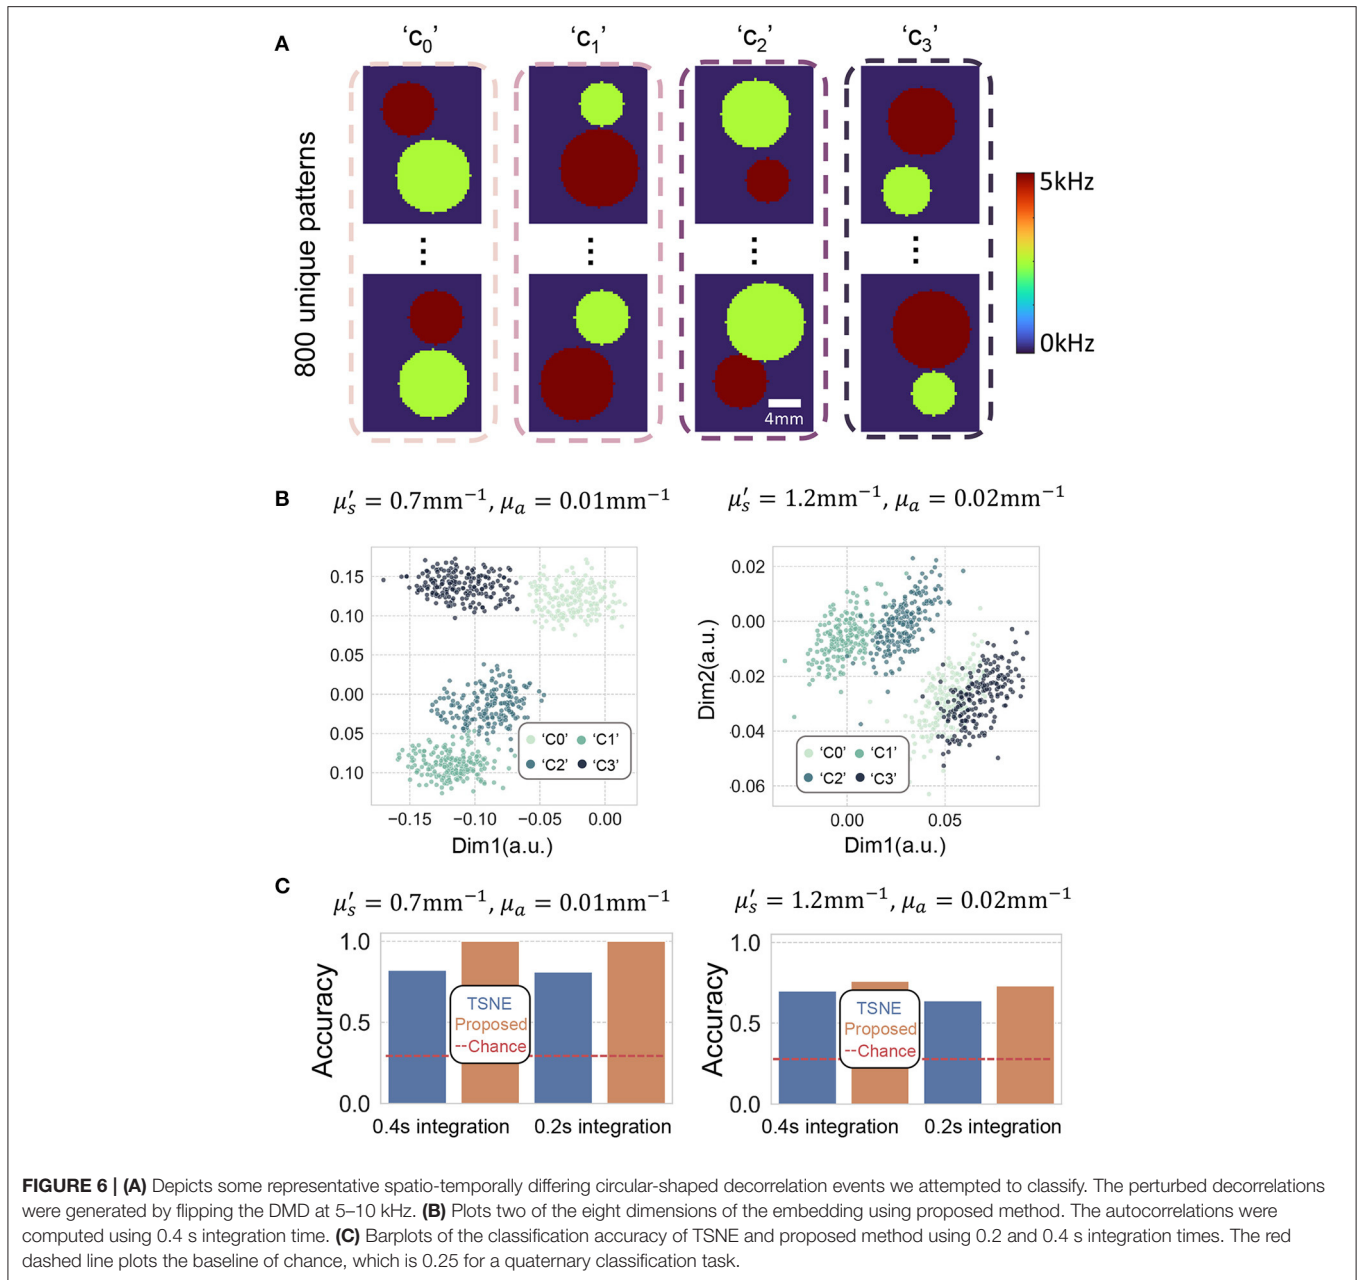 A
'c0' 'c1' 'c2' 'c3'
800 unique patterns
5kHz
0kHz
4mm
B
μ′s = 0.7mm−1, μa = 0.01mm−1
μ′s = 1.2mm−1, μa = 0.02mm−1
0.15
0.10
0.05
0.00
0.05
0.10
−0.15 −0.10 −0.05 0.00
Dim1(a.u.)
'C0' 'C1'
'C2' 'C3'
Dim2(a.u.)
0.02
0.00
-0.02
-0.04
-0.06
0.00 0.05
Dim1(a.u.)
'C0' 'C1'
'C2' 'C3'
C
μ′s = 0.7mm−1, μa = 0.01mm−1
μ′s = 1.2mm−1, μa = 0.02mm−1
Accuracy
1.0
0.5
0.0
TSNE
Proposed
--Chance
0.4s integration 0.2s integration
Accuracy
1.0
0.5
0.0
TSNE
Proposed
--Chance
0.4s integration 0.2s integration
FIGURE 6 | (A) Depicts some representative spatio-temporally differing circular-shaped decorrelation events we attempted to classify. The perturbed decorrelations
were generated by flipping the DMD at 5–10 kHz. (B) Plots two of the eight dimensions of the embedding using proposed method. The autocorrelations were
computed using 0.4 s integration time. (C) Barplots of the classification accuracy of TSNE and proposed method using 0.2 and 0.4 s integration times. The red
dashed line plots the baseline of chance, which is 0.25 for a quaternary classification task.